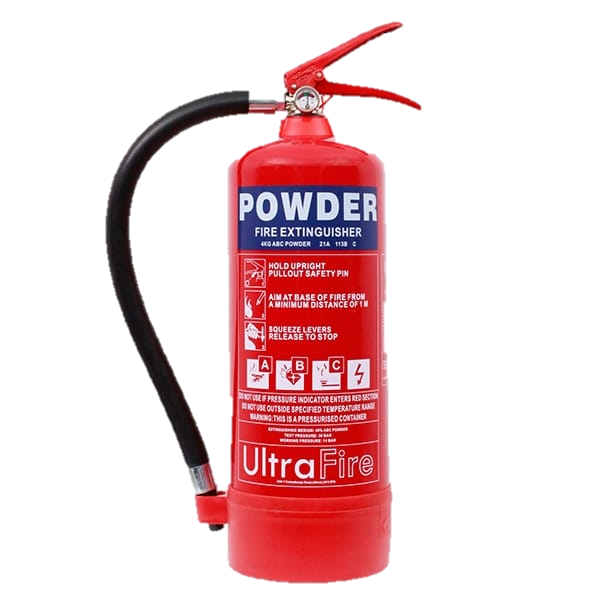 POWDER
FIRE EXTINGUISHER
4KG ABC POWDER 21A 113B C
HOLD UPRIGHT
PULLOUT SAFETY PIN
AIM AT BASE OF FIRE FROM
A MINIMUM DISTANCE OF 1 M
SQUEEZE LEVERS
RELEASE TO STOP
A B C
DO NOT USE IF PRESSURE INDICATOR ENTERS RED SECTION
DO NOT USE OUTSIDE SPECIFIED TEMPERATURE RANGE
WARNING: THIS IS A PRESSURISED CONTAINER
EXTINGUISHING MEDIUM: 40% ABC POWDER
TEST PRESSURE: 30 BAR
WORKING PRESSURE: 14 BAR
UltraFire